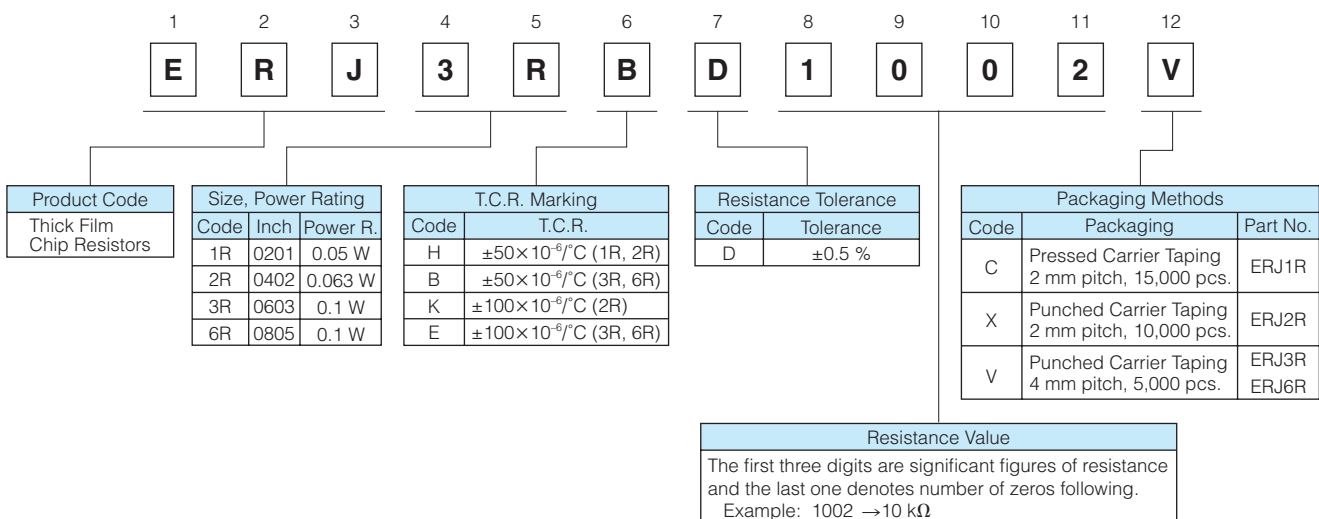 1 2 3 4 5 6 7 8 9 10 11 12
E R J 3 R B D 1 0 0 2 V
Product Code
Thick Film
Chip Resistors
Size, Power Rating
Code Inch Power R.
1R 0201 0.05 W
2R 0402 0.063 W
3R 0603 0.1 W
6R 0805 0.1 W
T.C.R. Marking
Code T.C.R.
H ±50×10⁻⁶/°C (1R, 2R)
B ±50×10⁻⁶/°C (3R, 6R)
K ±100×10⁻⁶/°C (2R)
E ±100×10⁻⁶/°C (3R, 6R)
Resistance Tolerance
Code Tolerance
D ±0.5 %
Packaging Methods
Code Packaging Part No.
C Pressed Carrier Taping
2 mm pitch, 15,000 pcs. ERJ1R
X Punched Carrier Taping
2 mm pitch, 10,000 pcs. ERJ2R
V Punched Carrier Taping ERJ3R
4 mm pitch, 5,000 pcs. ERJ6R
Resistance Value
The first three digits are significant figures of resistance
and the last one denotes number of zeros following.
Example: 1002 →10 kΩ